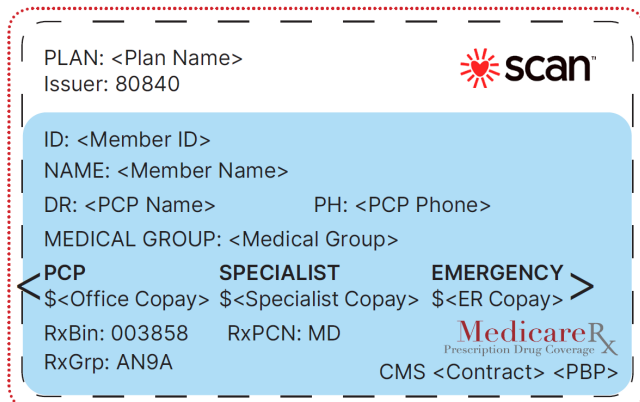 PLAN: <Plan Name>
Issuer: 80840
scan™
ID: <Member ID>
NAME: <Member Name>
DR: <PCP Name> PH: <PCP Phone>
MEDICAL GROUP: <Medical Group>
<PCP SPECIALIST EMERGENCY>
$<Office Copay> $<Specialist Copay> $<ER Copay>
RxBin: 003858 RxPCN: MD
MedicareRx
Prescription Drug Coverage
RxGrp: AN9A
CMS <Contract> <PBP>